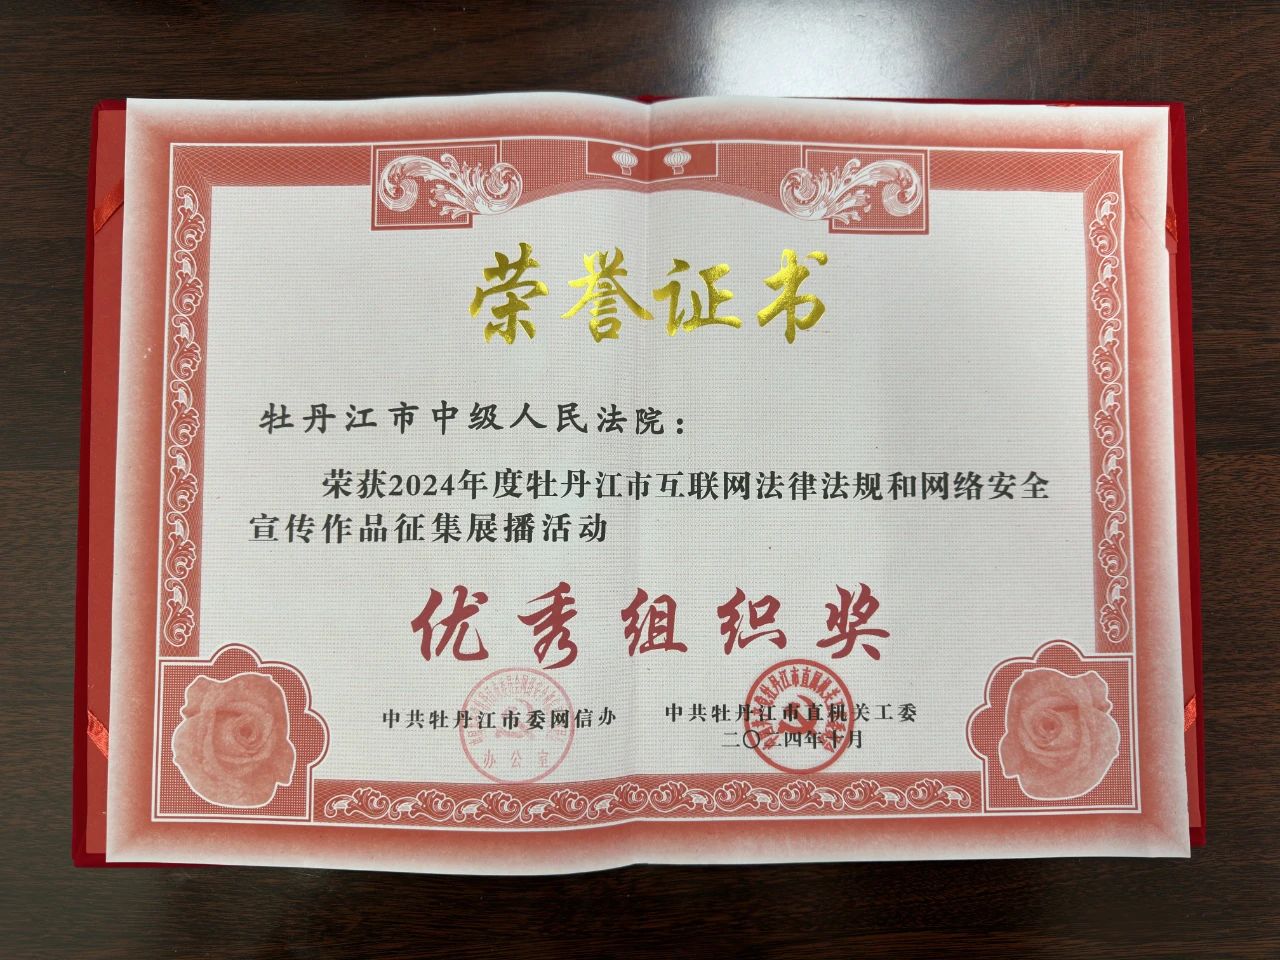 荣誉证书
牡丹江市中级人民法院：
荣获2024年度牡丹江市互联网法律法规和网络安全
宣传作品征集展播活动
优秀组织奖
中共牡丹江市委网信办
中共牡丹江市直机关工委
二〇二四年十月
办公室